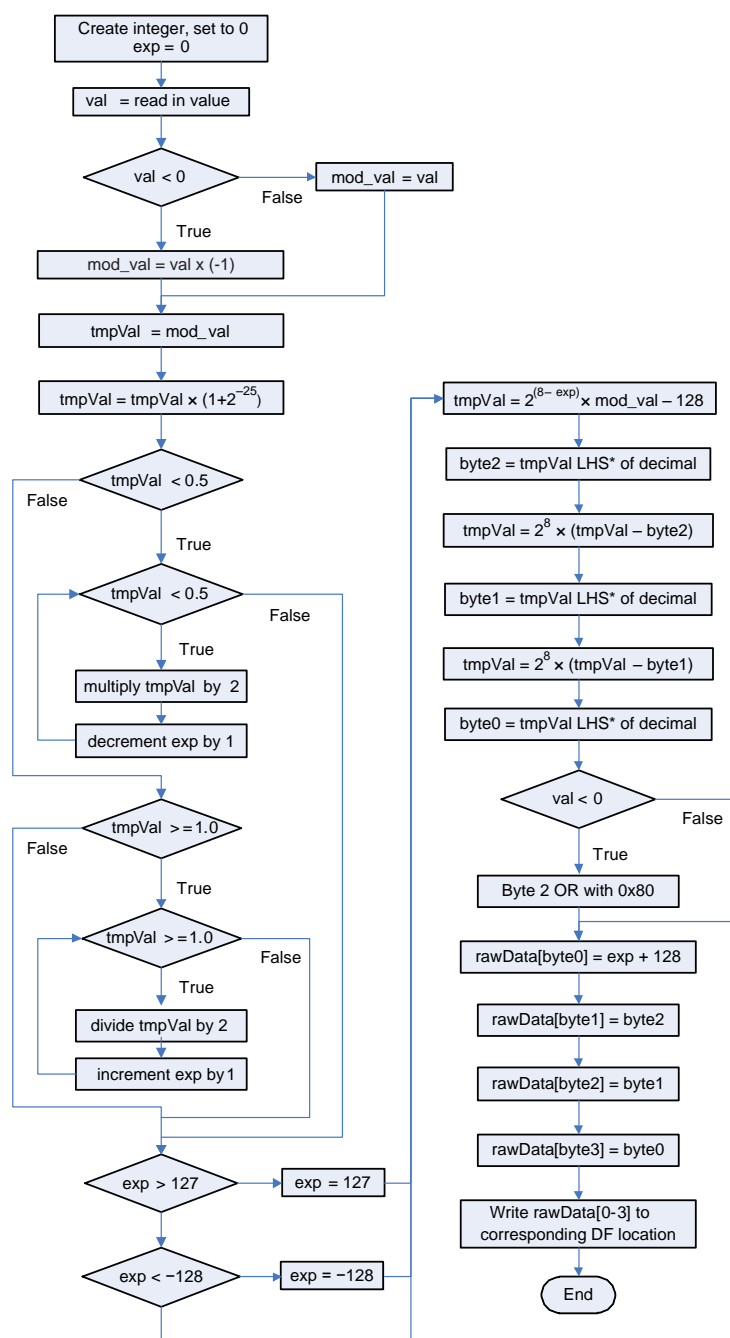 Create integer, set to 0
exp = 0
val = read in value
val < 0
False
mod_val = val
True
mod_val = val x (-1)
tmpVal = mod_val
tmpVal = tmpVal × (1+2⁻²⁵)
tmpVal < 0.5
False
True
tmpVal < 0.5
False
True
multiply tmpVal by 2
decrement exp by 1
tmpVal >=1.0
False
True
tmpVal >=1.0
False
True
divide tmpVal by 2
increment exp by 1
exp > 127
exp = 127
exp < −128
exp = −128
tmpVal = 2⁽⁸⁻ ᵉˣᵖ⁾ × mod_val – 128
byte2 = tmpVal LHS* of decimal
tmpVal = 2⁸ × (tmpVal – byte2)
byte1 = tmpVal LHS* of decimal
tmpVal = 2⁸ × (tmpVal – byte1)
byte0 = tmpVal LHS* of decimal
val < 0
False
True
Byte 2 OR with 0x80
rawData[byte0] = exp + 128
rawData[byte1] = byte2
rawData[byte2] = byte1
rawData[byte3] = byte0
Write rawData[0-3] to
corresponding DF location
End